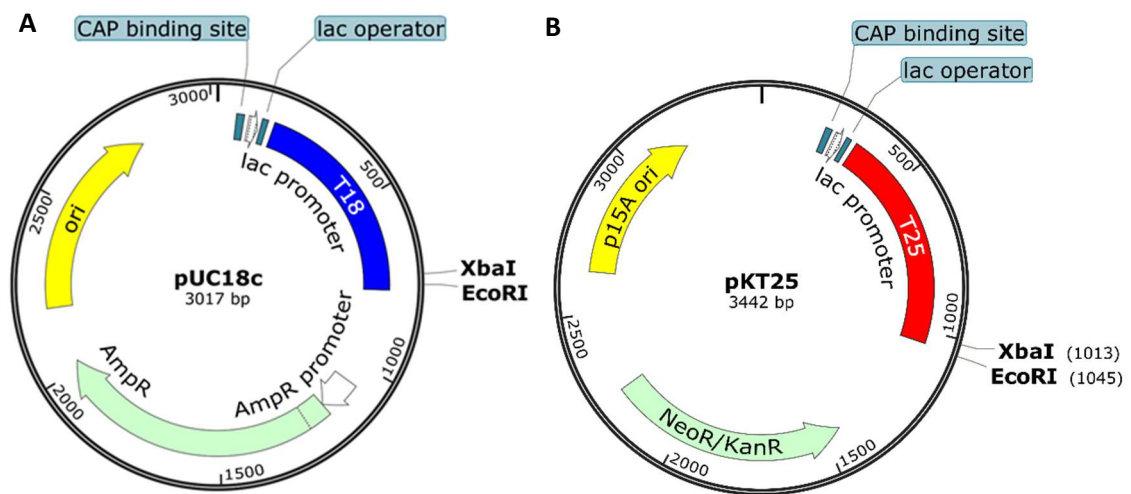 A
CAP binding site
lac operator
3000
lac promoter
T18
500
XbaI
EcoRI
1000
AmpR promoter
1500
AmpR
2000
2500
ori
pUC18c
3017 bp
B
CAP binding site
lac operator
lac promoter
T25
500
1000
XbaI (1013)
EcoRI (1045)
1500
NeoR/KanR
2000
2500
p15A ori
3000
pKT25
3442 bp